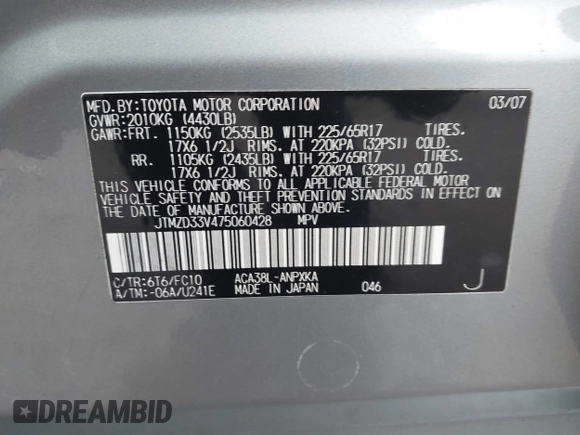 MFD. BY: TOYOTA MOTOR CORPORATION 03/07
GVWR: 2010KG (4430LB)
GAWR: FRT. 1150KG (2535LB) WITH 225/65R17 TIRES.
17X6 1/2J RIMS. AT 220KPA (32PSI) COLD.
RR. 1105KG (2435LB) WITH 225/65R17 TIRES.
17X6 1/2J RIMS. AT 220KPA (32PSI) COLD.
THIS VEHICLE CONFORMS TO ALL APPLICABLE FEDERAL MOTOR
VEHICLE SAFETY AND THEFT PREVENTION STANDARDS IN EFFECT ON
THE DATE OF MANUFACTURE SHOWN ABOVE.
JTMZD33V475060428 MPV
C/TR: 6T6/FC10 ACA38L-ANPXKA J
A/TM: -06A/U241E MADE IN JAPAN 046
DREAMBID